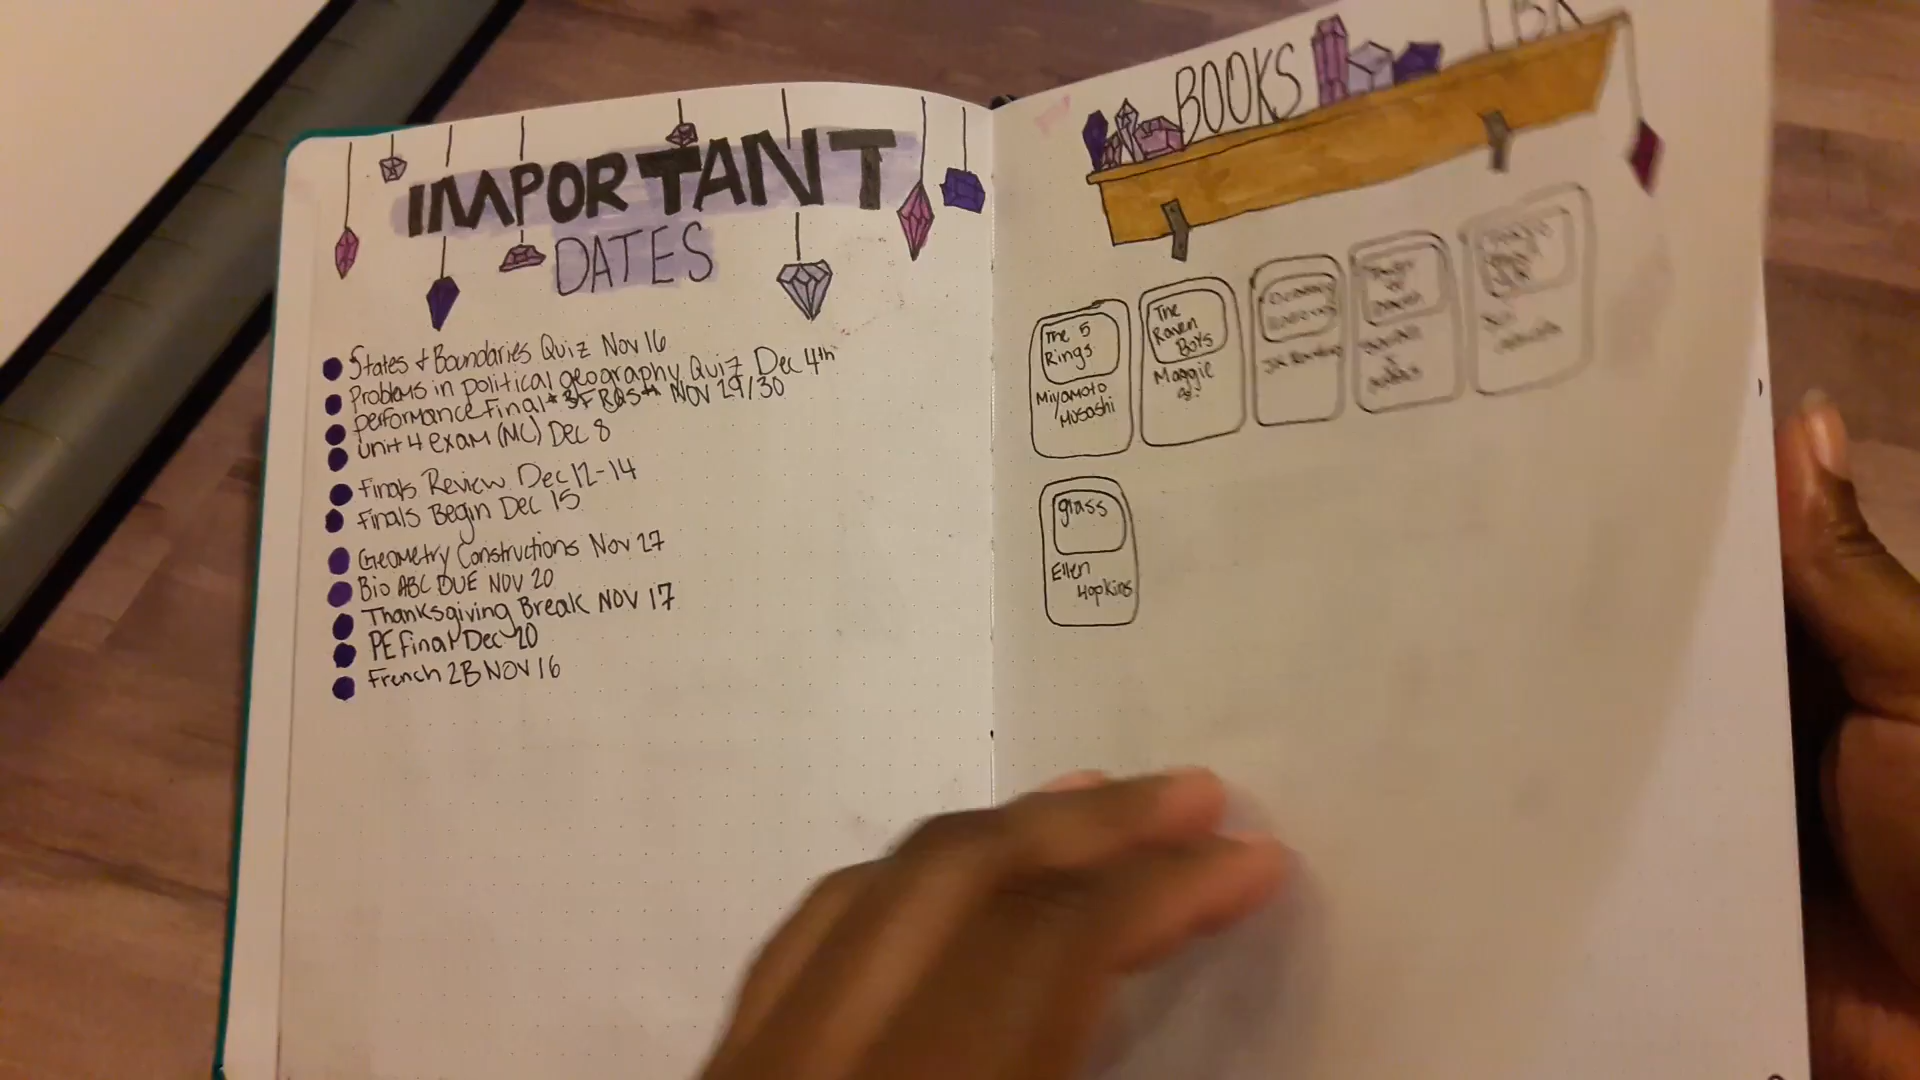 IMPORTANT
DATES
States & Boundaries Quiz Nov 16
Problems in political geography Quiz Dec 4th
performance Final * 3 FRQS ** NOV 29/30
unit 4 exam (MC) Dec 8
Finals Review Dec 12-14
Finals Begin Dec 15
Geometry Constructions Nov 27
Bio ABC DUE NOV 20
Thanksgiving Break NOV 17
PE Final Dec 20
French 2B NOV 16
BOOKS TBR
The 5
Rings
Miyamoto
Musashi
The
Raven
Boys
Maggie
S.
glass
Ellen
Hopkins